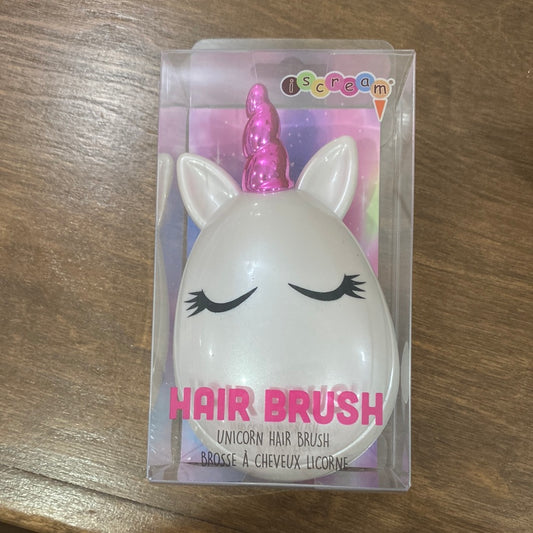 iscream
HAIR BRUSH
UNICORN HAIR BRUSH
BROSSE À CHEVEUX LICORNE